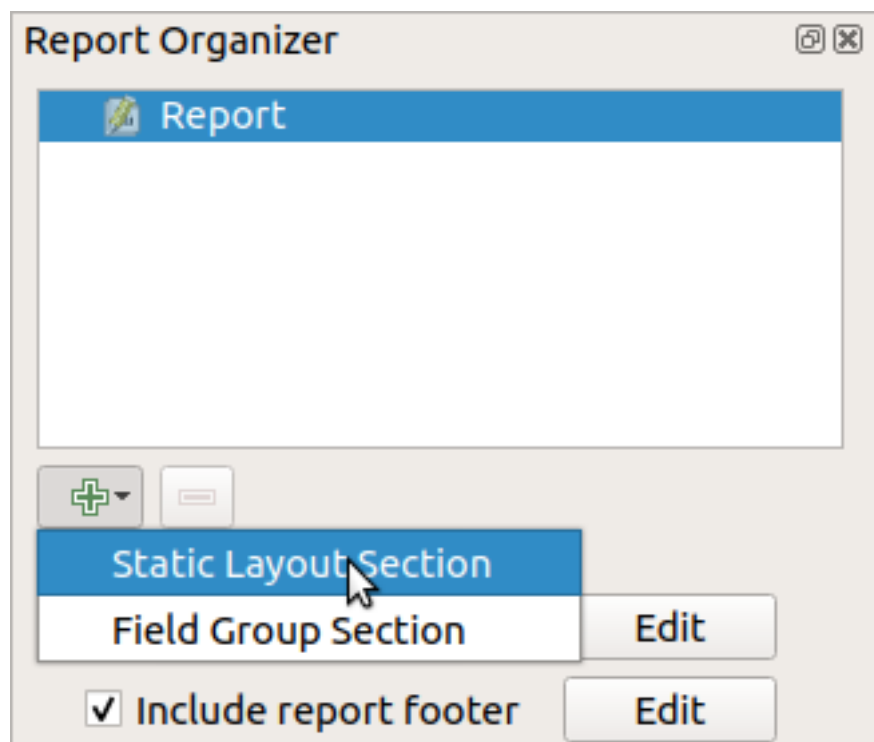 Report Organizer
Report
Static Layout Section
Field Group Section
Edit
Include report footer
Edit